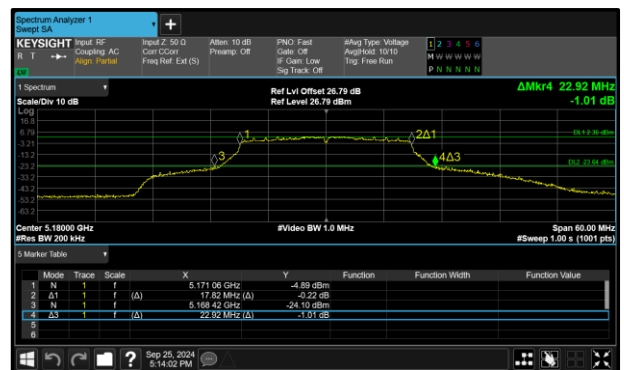 Spectrum Analyzer 1
Swept SA
+
KEYSIGHT Input: RF Input Z: 50 Ω Atten: 10 dB PNO: Fast #Avg Type: Voltage 1 2 3 4 5 6
R T Coupling: AC Corr CCorr Preamp: Off Gate: Off Avg|Hold: 10/10 M W W W W W
Align: Partial Freq Ref: Ext (S) IF Gain: Low Trig: Free Run P N N N N N
Sig Track: Off
1 Spectrum ΔMkr4 22.92 MHz
Scale/Div 10 dB Ref Lvl Offset 26.79 dB -1.01 dB
Ref Level 26.79 dBm
Log
16.8
6.79
-3.21
-13.2
-23.2
-33.2
-43.2
-53.2
-63.2
1 2Δ1
3 4Δ3
DL2 -23.64 dBm
Center 5.18000 GHz #Video BW 1.0 MHz Span 60.00 MHz
#Res BW 200 kHz #Sweep 1.00 s (1001 pts)
5 Marker Table
Mode Trace Scale X Y Function Function Width Function Value
1 N 1 f 5.171 06 GHz -4.89 dBm
2 Δ1 1 f (Δ) 17.82 MHz (Δ) -0.22 dB
3 N 1 f 5.168 42 GHz -24.10 dBm
4 Δ3 1 f (Δ) 22.92 MHz (Δ) -1.01 dB
5
6
? Sep 25, 2024
5:14:02 PM